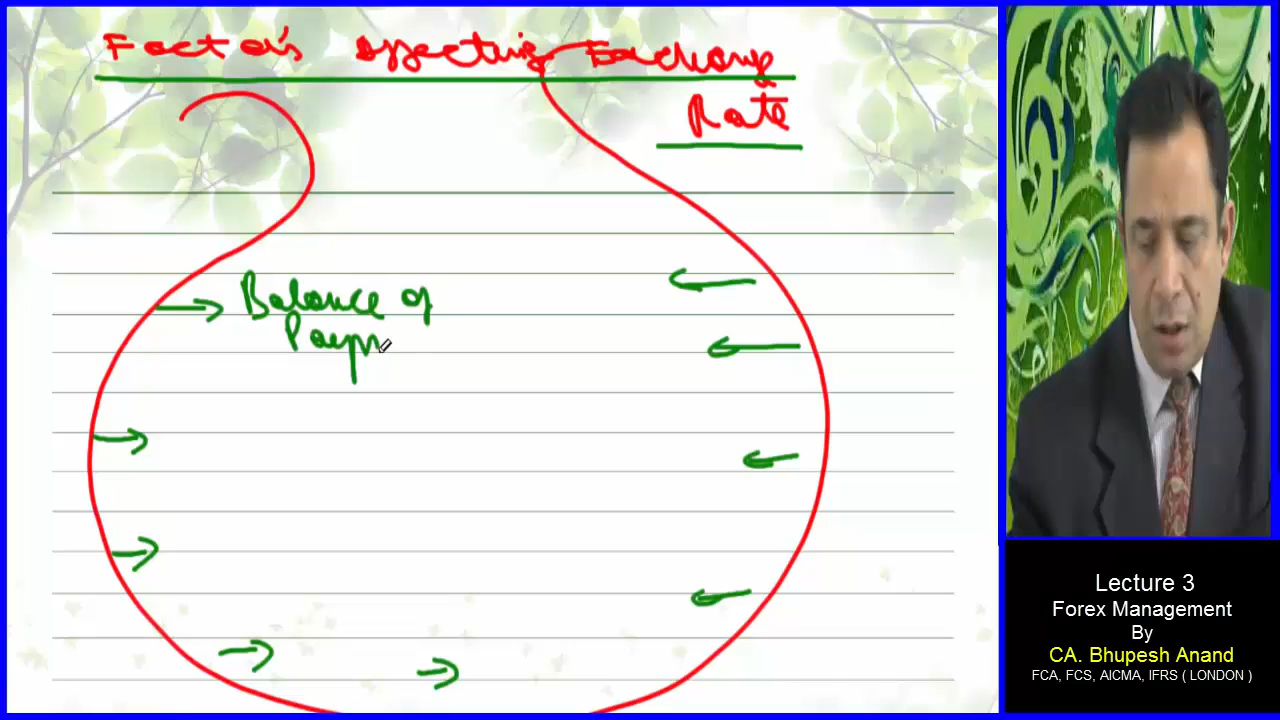 Factors affecting Exchange
Rate
Balance of
Paym
Lecture 3
Forex Management
By
CA. Bhupesh Anand
FCA, FCS, AICMA, IFRS ( LONDON )